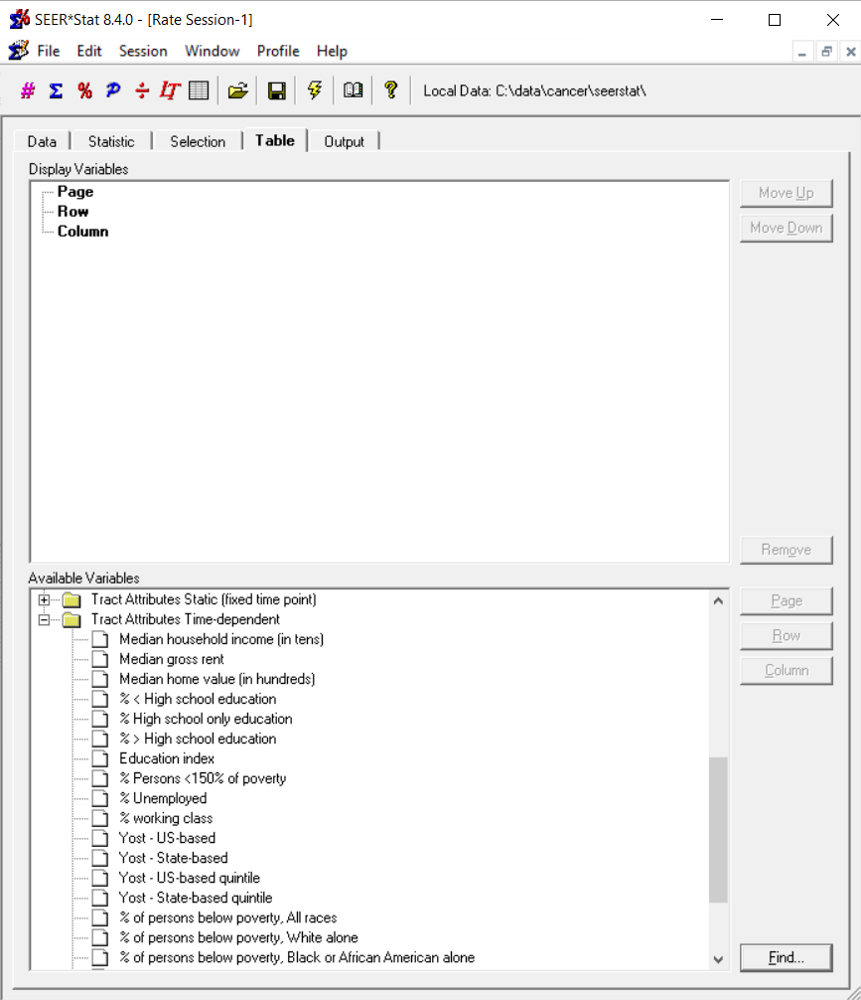 SEER*Stat 8.4.0 - [Rate Session-1]
File Edit Session Window Profile Help
Local Data: C:\data\cancer\seerstat\
Data Statistic Selection Table Output
Display Variables
Page
Row
Column
Move Up
Move Down
Remove
Available Variables
Tract Attributes Static (fixed time point)
Tract Attributes Time-dependent
Median household income (in tens)
Median gross rent
Median home value (in hundreds)
% < High school education
% High school only education
% > High school education
Education index
% Persons <150% of poverty
% Unemployed
% working class
Yost - US-based
Yost - State-based
Yost - US-based quintile
Yost - State-based quintile
% of persons below poverty, All races
% of persons below poverty, White alone
% of persons below poverty, Black or African American alone
Page
Row
Column
Find...